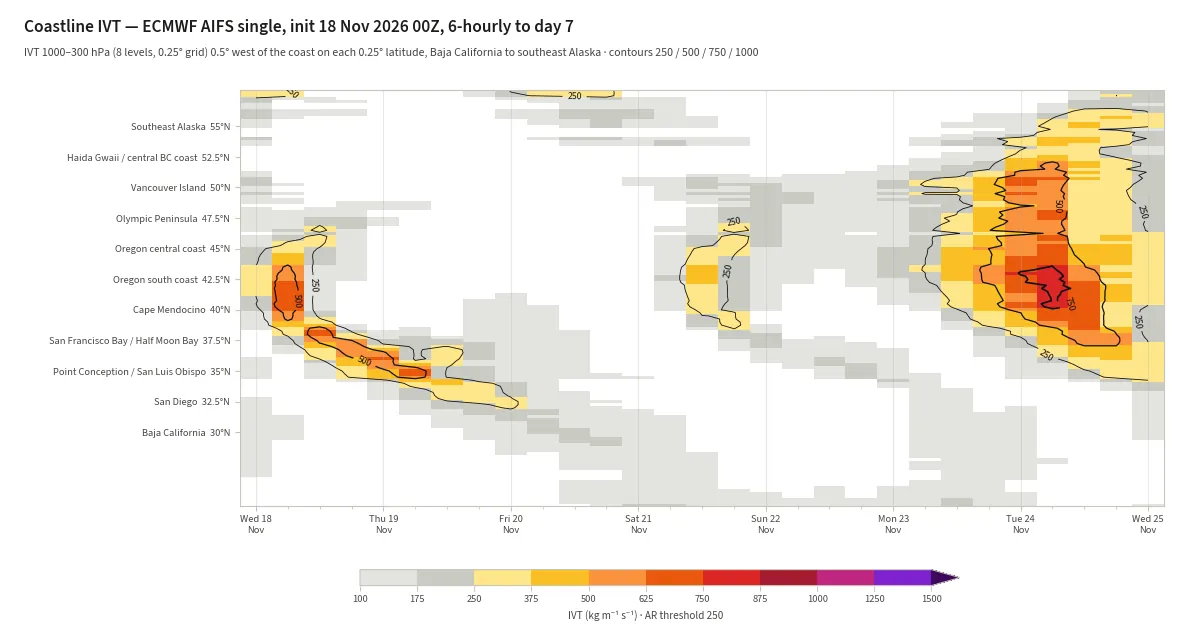 Coastline IVT — ECMWF AIFS single, init 18 Nov 2026 00Z, 6-hourly to day 7
IVT 1000–300 hPa (8 levels, 0.25° grid) 0.5° west of the coast on each 0.25° latitude, Baja California to southeast Alaska · contours 250 / 500 / 750 / 1000
250
Southeast Alaska 55°N
Haida Gwaii / central BC coast 52.5°N
Vancouver Island 50°N
500
250
Olympic Peninsula 47.5°N
250
Oregon central coast 45°N
250
Oregon south coast 42.5°N
250
500
750
Cape Mendocino 40°N
250
San Francisco Bay / Half Moon Bay 37.5°N
500
250
Point Conception / San Luis Obispo 35°N
San Diego 32.5°N
Baja California 30°N
Wed 18 Nov
Thu 19 Nov
Fri 20 Nov
Sat 21 Nov
Sun 22 Nov
Mon 23 Nov
Tue 24 Nov
Wed 25 Nov
100 175 250 375 500 625 750 875 1000 1250 1500
IVT (kg m⁻¹ s⁻¹) · AR threshold 250